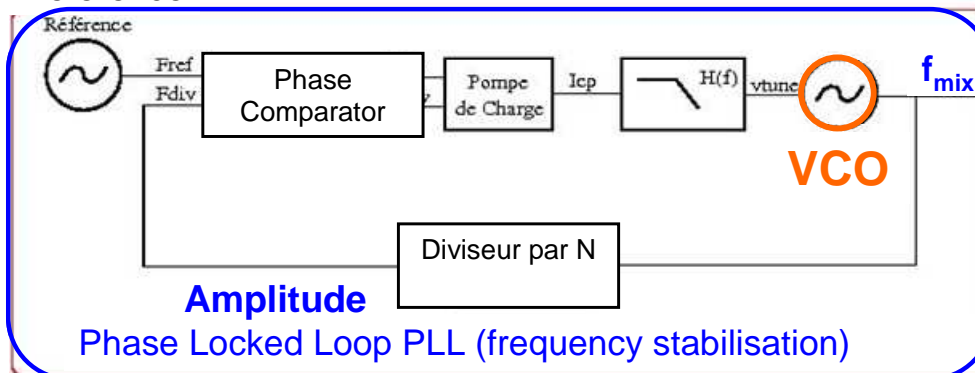 Référence
Fref
Fdiv
Phase
Comparator
Pompe
de Charge
Icp
H(f)
vtune
fmix
VCO
Diviseur par N
Amplitude
Phase Locked Loop PLL (frequency stabilisation)